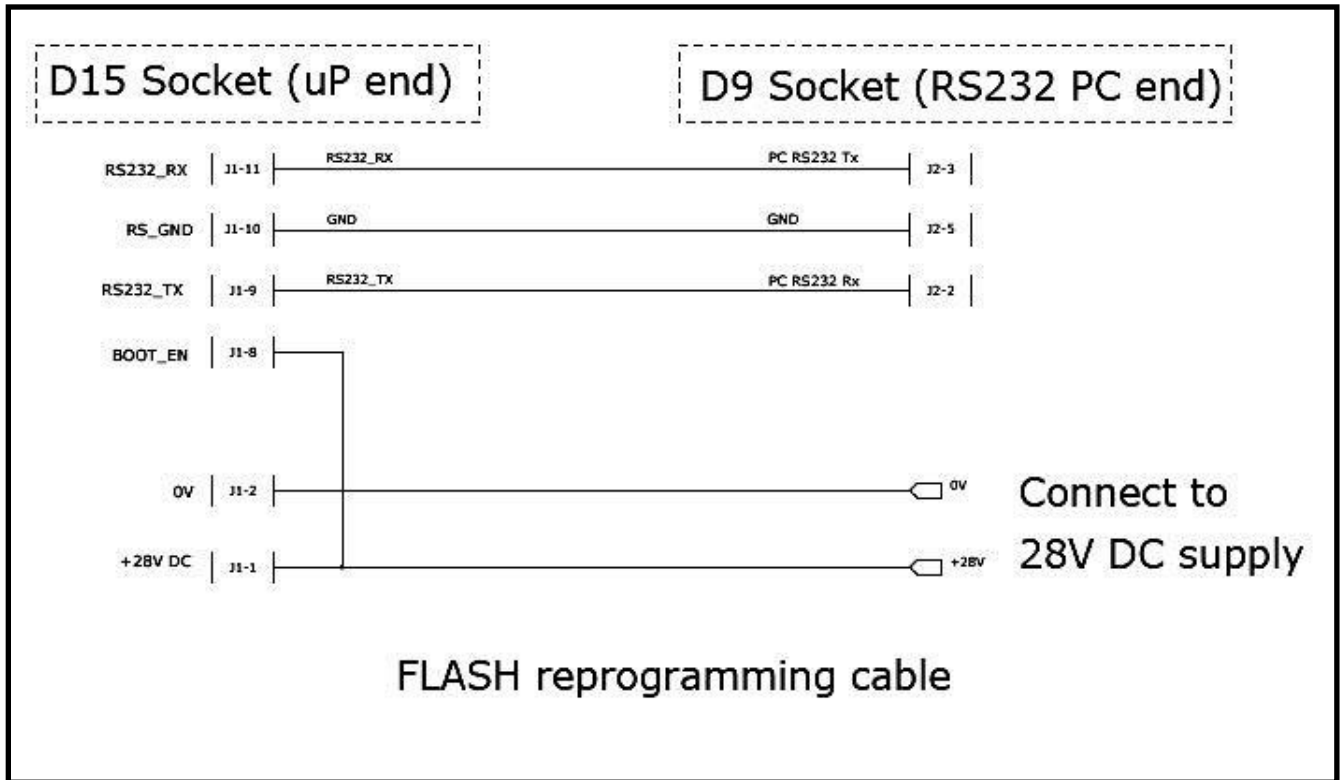 D15 Socket (uP end)
D9 Socket (RS232 PC end)
RS232_RX J1-11 RS232_RX PC RS232 Tx J2-3
RS_GND J1-10 GND GND J2-5
RS232_TX J1-9 RS232_TX PC RS232 Rx J2-2
BOOT_EN J1-8
0V J1-2 0V
+28V DC J1-1 +28V
Connect to
28V DC supply
FLASH reprogramming cable